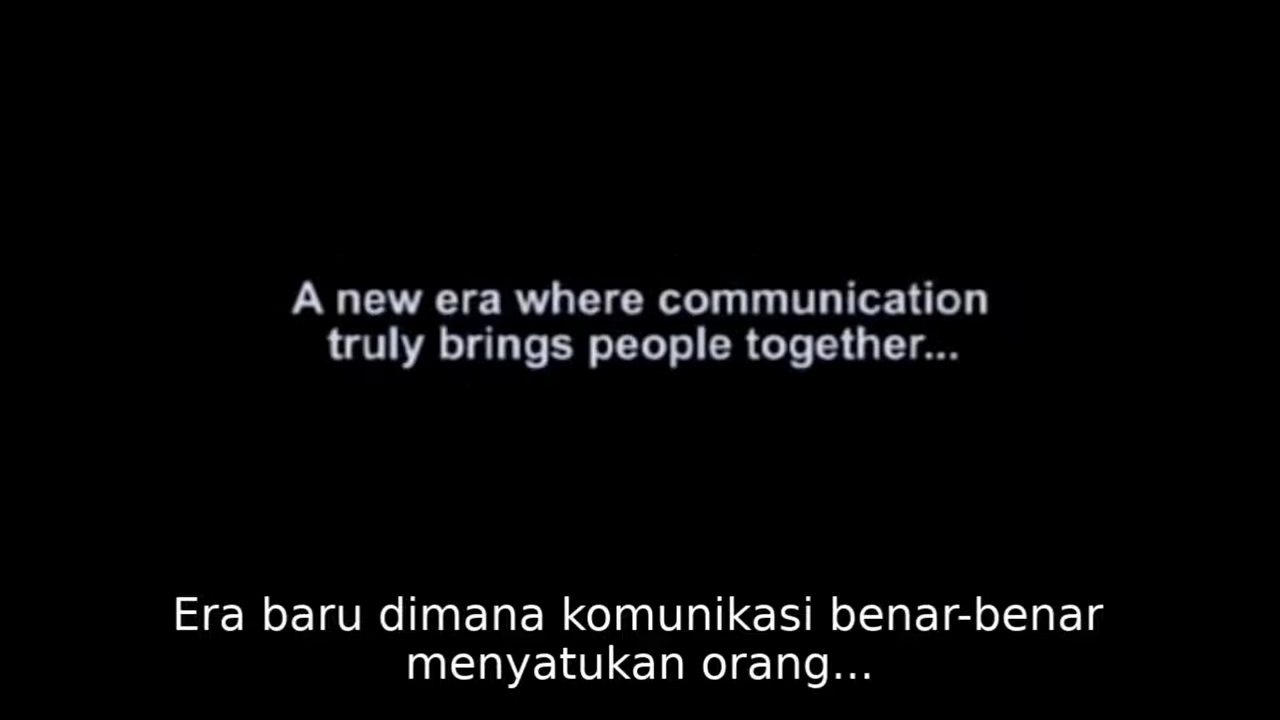 A new era where communication
truly brings people together...
Era baru dimana komunikasi benar-benar
menyatukan orang...